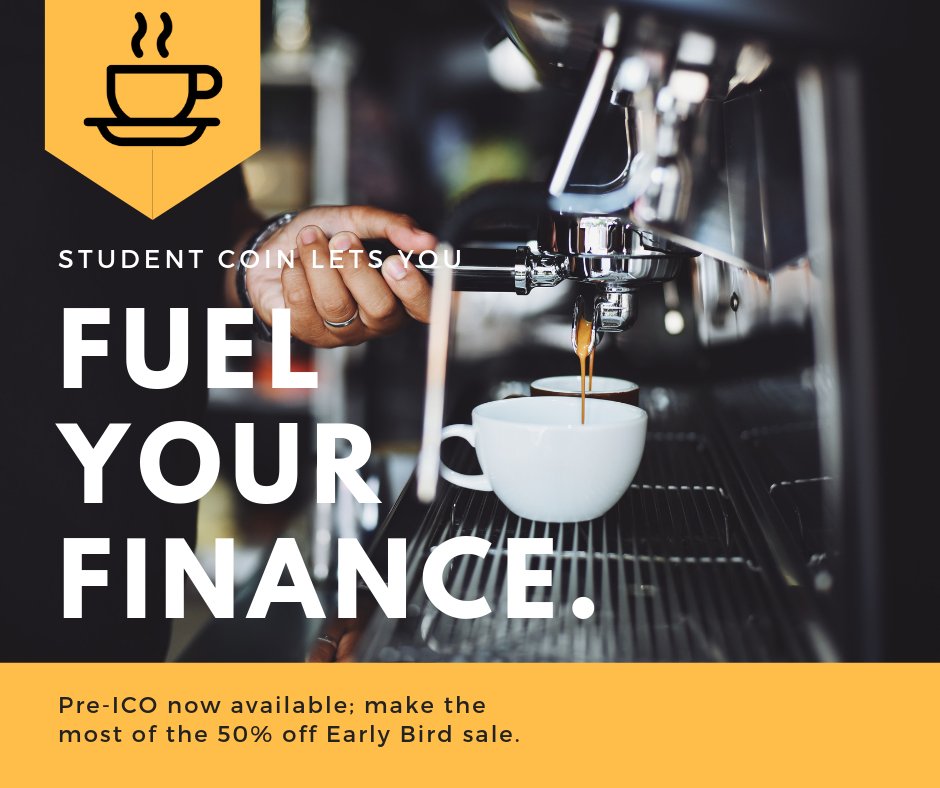 STUDENT COIN LETS YOU
FUEL
YOUR
FINANCE.
Pre-ICO now available; make the
most of the 50% off Early Bird sale.